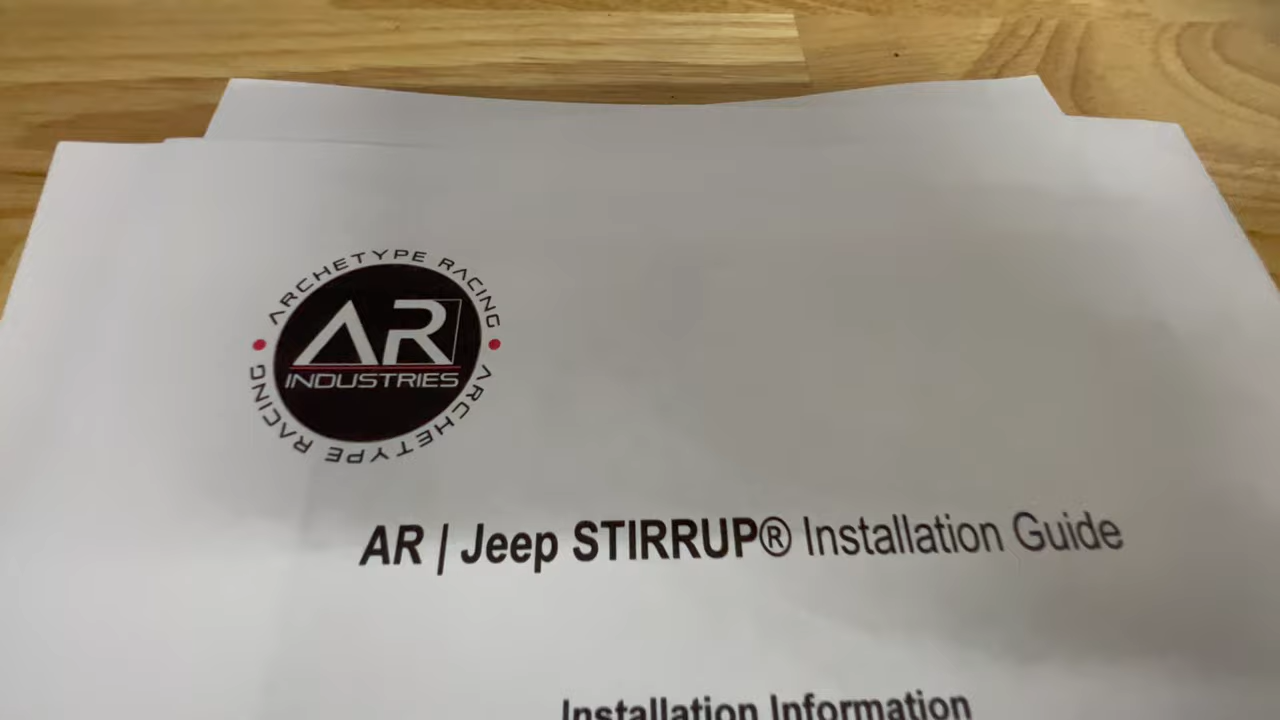 ARCHETYPE RACING
AR
INDUSTRIES
ARCHETYPE RACING
AR | Jeep STIRRUP® Installation Guide
Installation Information